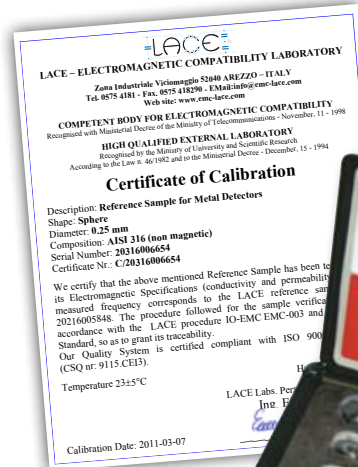 LACE
LACE – ELECTROMAGNETIC COMPATIBILITY LABORATORY
Zona Industriale Viciomaggio 52040 AREZZO – ITALY
Tel. 0575 4181 - Fax. 0575 418290 - EMail:info@emc-lace.com
Web site: www.emc-lace.com
COMPETENT BODY FOR ELECTROMAGNETIC COMPATIBILITY
Recognised with Ministerial Decree of the Ministry of Telecommunications - November, 11 - 1998
HIGH QUALIFIED EXTERNAL LABORATORY
Recognised by the Ministry of University and Scientific Research
According to the Law n. 46/1982 and to the Ministerial Decree - December, 15 - 1994
Certificate of Calibration
Description: Reference Sample for Metal Detectors
Shape: Sphere
Diameter: 0.25 mm
Composition: AISI 316 (non magnetic)
Serial Number: 20316006654
Certificate Nr.: C/20316006654
We certify that the above mentioned Reference Sample has been te
its Electromagnetic Specifications (conductivity and permeability
measured frequency corresponds to the LACE reference sam
20216005848. The procedure followed for the sample verifica
accordance with the LACE procedure IO-EMC EMC-003 and
Standard, so as to grant its traceability.
Our Quality System is certified compliant with ISO 900
(CSQ nr: 9115.CEI3).
Temperature 23±5°C
LACE Labs. Per
Ing. E
Calibration Date: 2011-03-07